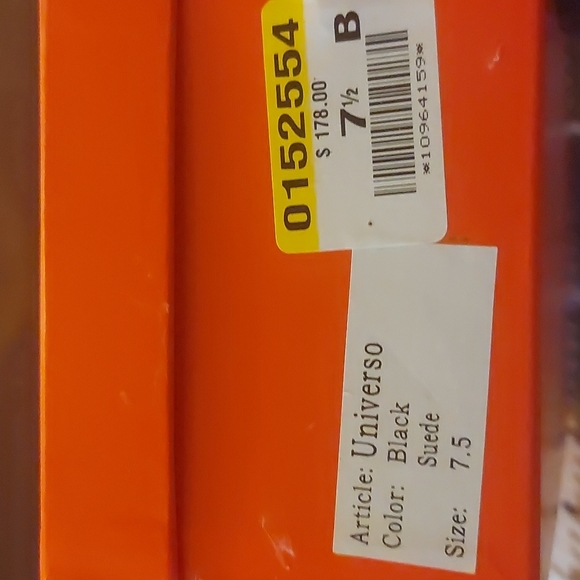 0152554
$ 178.00
7½ B
*10964159*
Article: Universo
Color: Black
Suede
Size: 7.5